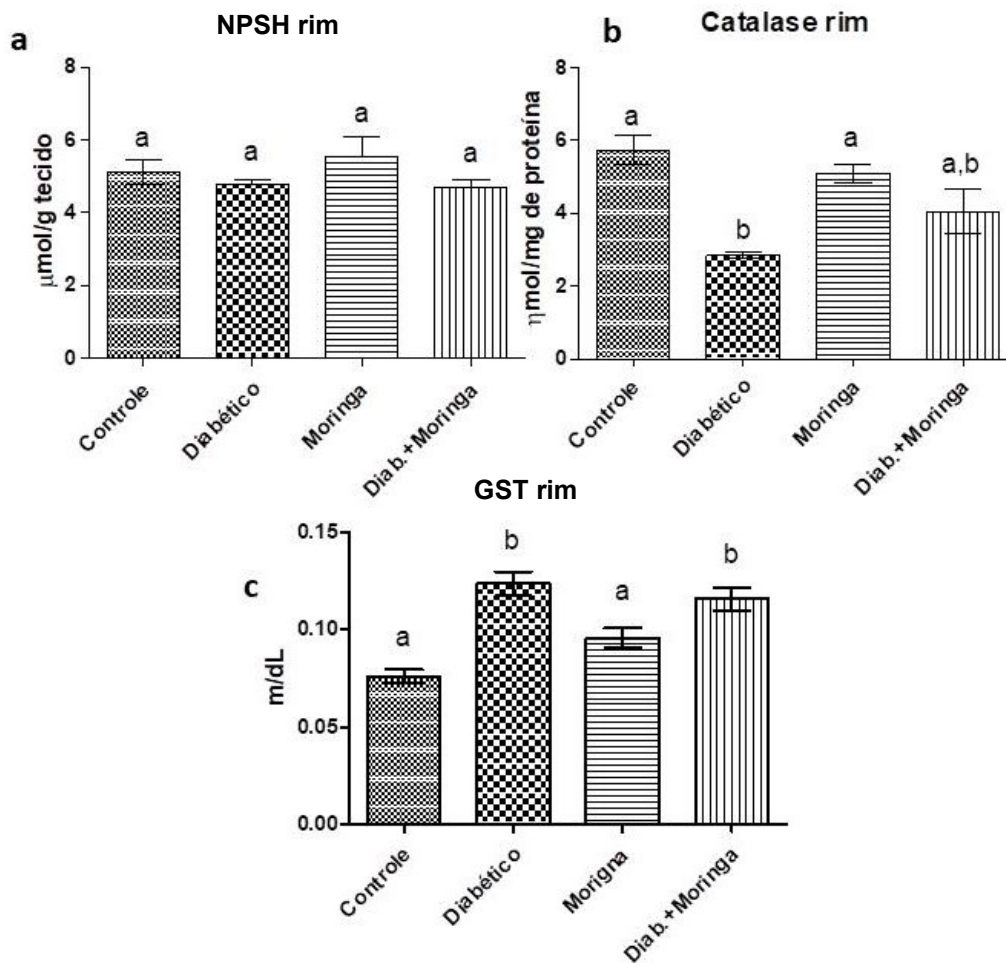 a
NPSH rim
8
6
4
2
0
μmol/g tecido
a
a
a
a
Controle
Diabético
Moringa
Diab.+Moringa
b
Catalase rim
8
6
4
2
0
ηmol/mg de proteína
a
b
a
a,b
Controle
Diabético
Moringa
Diab.+Moringa
GST rim
c
0.15
0.10
0.05
0.00
m/dL
a
b
a
b
Controle
Diabético
Morigna
Diab.+Moringa